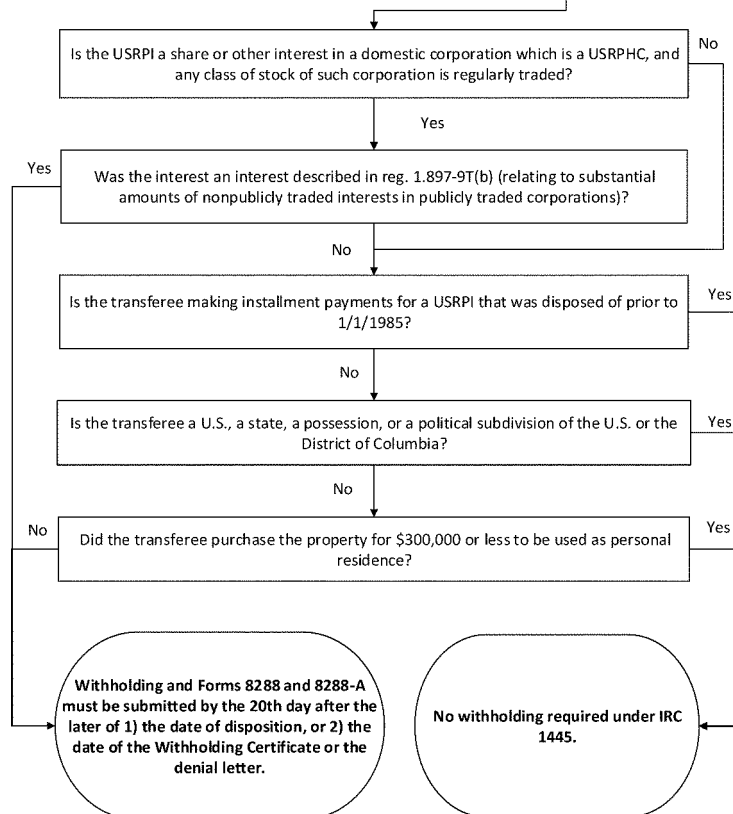 Is the USRPI a share or other interest in a domestic corporation which is a USRPHC, and
any class of stock of such corporation is regularly traded?
No
Yes
Yes
Was the interest an interest described in reg. 1.897-9T(b) (relating to substantial
amounts of nonpublicly traded interests in publicly traded corporations)?
No
Is the transferee making installment payments for a USRPI that was disposed of prior to
1/1/1985?
Yes
No
Is the transferee a U.S., a state, a possession, or a political subdivision of the U.S. or the
District of Columbia?
Yes
No
No
Did the transferee purchase the property for $300,000 or less to be used as personal
residence?
Yes
Withholding and Forms 8288 and 8288-A
must be submitted by the 20th day after the
later of 1) the date of disposition, or 2) the
date of the Withholding Certificate or the
denial letter.
No withholding required under IRC
1445.